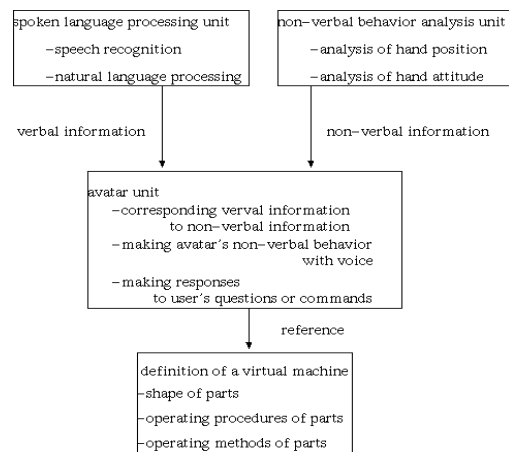 spoken language processing unit
-speech recognition
-natural language processing
non-verbal behavior analysis unit
-analysis of hand position
-analysis of hand attitude
verbal information
non-verbal information
avatar unit
-corresponding verval information
to non-verbal information
-making avatar's non-verbal behavior
with voice
-making responses
to user's questions or commands
reference
definition of a virtual machine
-shape of parts
-operating procedures of parts
-operating methods of parts